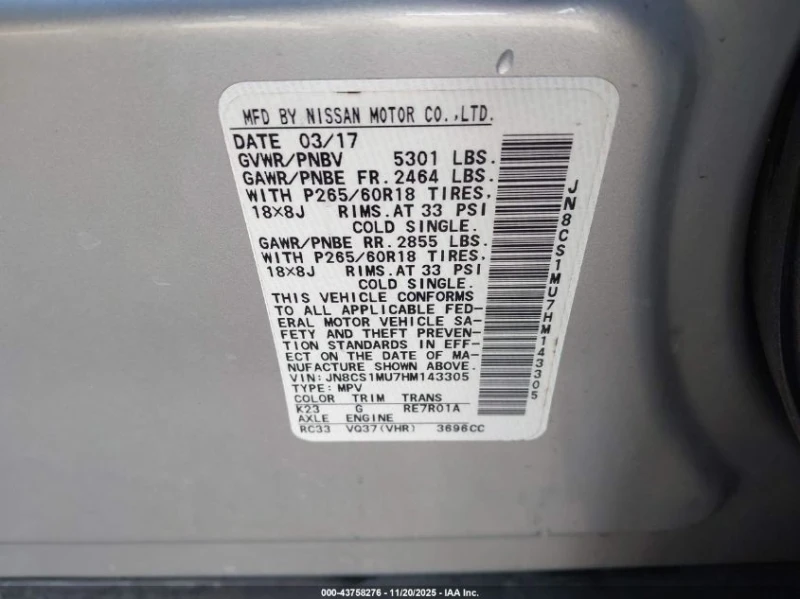 MFD BY NISSAN MOTOR CO.,LTD.
DATE 03/17
GVWR/PNBV 5301 LBS.
GAWR/PNBE FR. 2464 LBS.
WITH P265/60R18 TIRES.
18×8J RIMS.AT 33 PSI
COLD SINGLE.
GAWR/PNBE RR. 2855 LBS.
WITH P265/60R18 TIRES.
18×8J RIMS.AT 33 PSI
COLD SINGLE.
THIS VEHICLE CONFORMS
TO ALL APPLICABLE FED-
ERAL MOTOR VEHICLE SA-
FETY AND THEFT PREVEN-
TION STANDARDS IN EFF-
ECT ON THE DATE OF MA-
NUFACTURE SHOWN ABOVE.
VIN: JN8CS1MU7HM143305
TYPE: MPV
COLOR TRIM TRANS
K23 G RE7R01A
AXLE ENGINE
RC33 VQ37(VHR) 3696CC
JN8CS1MU7HM143305
000-43758276 - 11/20/2025 - IAA Inc.